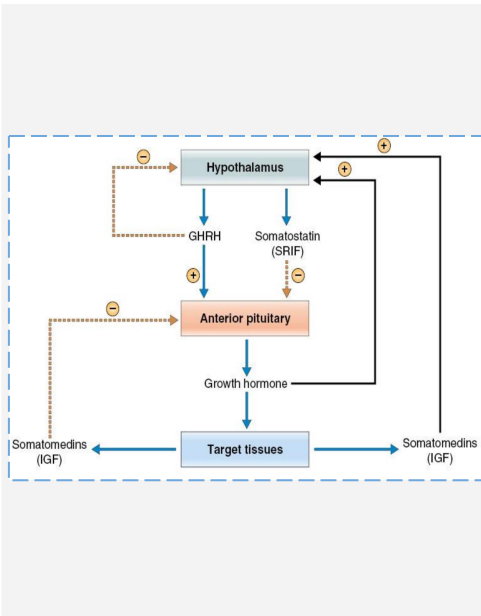 Hypothalamus
GHRH
Somatostatin
(SRIF)
Anterior pituitary
Growth hormone
Target tissues
Somatomedins
(IGF)
Somatomedins
(IGF)
−
+
+
+
−
−